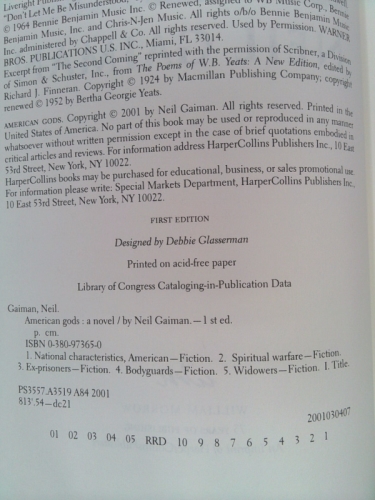 Liveright
"Don't Let Me Be Misunderstood,"
© 1964 Bennie Benjamin Music Inc. © Renewed, assigned to WB Music Corp., Bennie
Benjamin Music, Inc. and Chris-N-Jen Music. All rights o/b/o Bennie Benjamin Music
Inc. administered by Chappell & Co. All rights reserved. Used by Permission. WARNER
BROS. PUBLICATIONS U.S. INC., Miami, FL 33014.
Excerpt from "The Second Coming" reprinted with the permission of Scribner, a Division
of Simon & Schuster, Inc., from The Poems of W.B. Yeats: A New Edition, edited by
Richard J. Finneran. Copyright © 1924 by Macmillan Publishing Company; copyright
renewed © 1952 by Bertha Georgie Yeats.
AMERICAN GODS. Copyright © 2001 by Neil Gaiman. All rights reserved. Printed in the
United States of America. No part of this book may be used or reproduced in any manner
whatsoever without written permission except in the case of brief quotations embodied in
critical articles and reviews. For information address HarperCollins Publishers Inc., 10 East
53rd Street, New York, NY 10022.
HarperCollins books may be purchased for educational, business, or sales promotional use.
For information please write: Special Markets Department, HarperCollins Publishers Inc.,
10 East 53rd Street, New York, NY 10022.
FIRST EDITION
Designed by Debbie Glasserman
Printed on acid-free paper
Library of Congress Cataloging-in-Publication Data
Gaiman, Neil.
American gods : a novel / by Neil Gaiman.—1st ed.
p. cm.
ISBN 0-380-97365-0
1. National characteristics, American—Fiction. 2. Spiritual warfare—Fiction.
3. Ex-prisoners—Fiction. 4. Bodyguards—Fiction. 5. Widowers—Fiction. I. Title.
PS3557.A3519 A84 2001
813'.54—dc21
2001030407
01 02 03 04 05 RRD 10 9 8 7 6 5 4 3 2 1